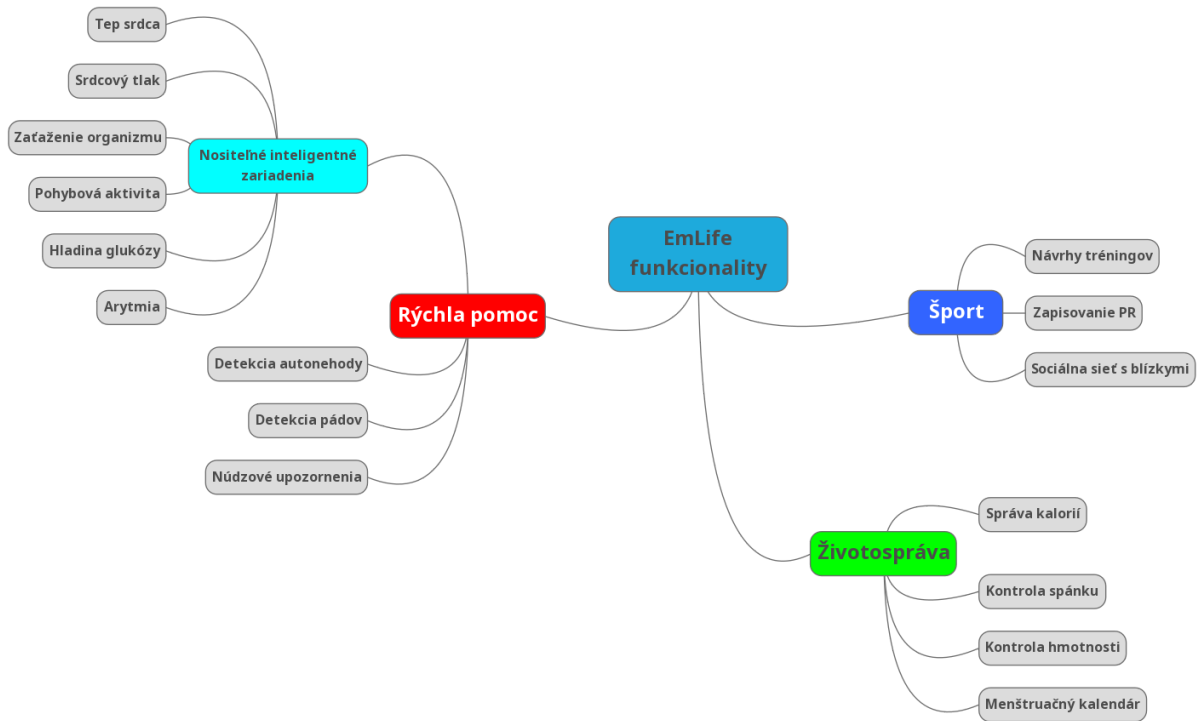 Tep srdca
Srdcový tlak
Zaťaženie organizmu
Nositeľné inteligentné
zariadenia
Pohybová aktivita
Hladina glukózy
Arytmia
Rýchla pomoc
Detekcia autonehody
Detekcia pádov
Núdzové upozornenia
EmLife
funkcionality
Návrhy tréningov
Šport
Zapisovanie PR
Sociálna sieť s blízkymi
Správa kalorií
Životospráva
Kontrola spánku
Kontrola hmotnosti
Menštruačný kalendár